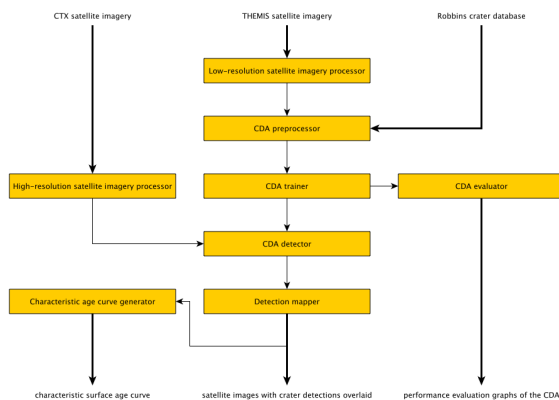 CTX satellite imagery
THEMIS satellite imagery
Robbins crater database
Low-resolution satellite imagery processor
CDA preprocessor
High-resolution satellite imagery processor
CDA trainer
CDA evaluator
CDA detector
Characteristic age curve generator
Detection mapper
characteristic surface age curve
satellite images with crater detections overlaid
performance evaluation graphs of the CDA